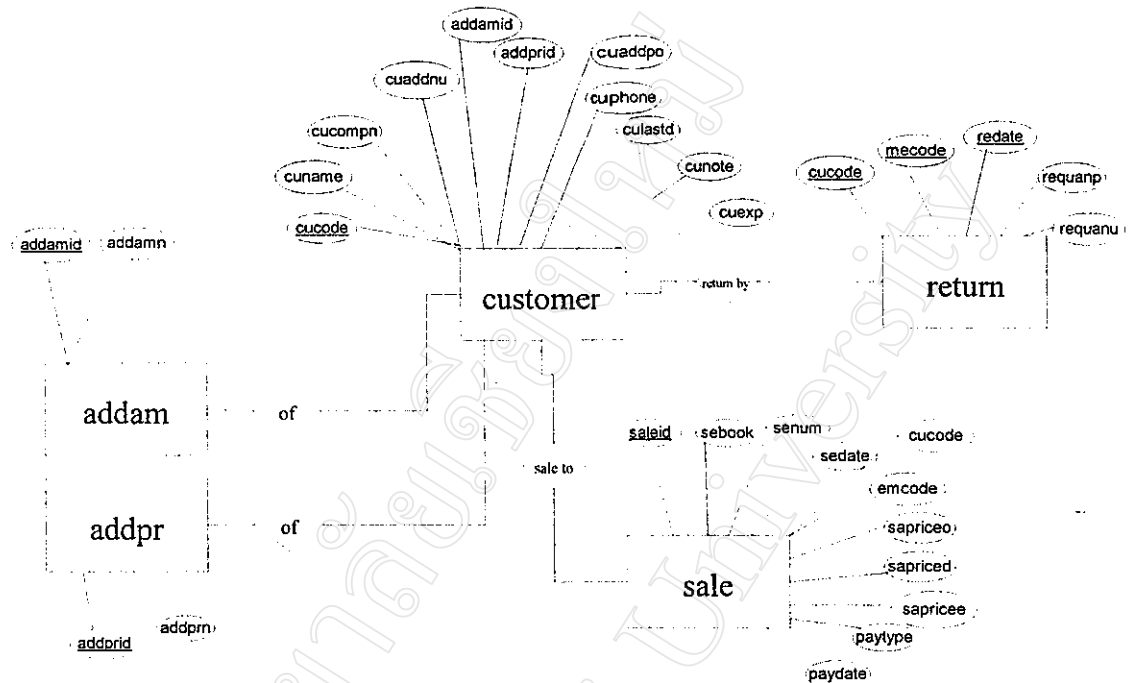 addamid
addprid
cuaddpo
cuaddnu
cuphone
cucompn
culastd
cuname
cunote
cucode
cuexp
mecode
redate
cucode
requanp
requanu
addamid
addamn
customer
return by
return
addam
of
addpr
of
sale to
saleid
sebook
senum
cucode
sedate
emcode
sapriceo
sapriced
sale
sapricee
paytype
paydate
addprid
addprn
University